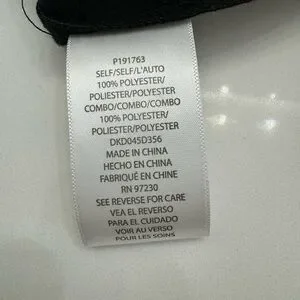 P191763
SELF/SELF/L'AUTO
100% POLYESTER/
POLIESTER/POLYESTER
COMBO/COMBO/COMBO
100% POLYESTER/
POLIESTER/POLYESTER
DKD045D356
MADE IN CHINA
HECHO EN CHINA
FABRIQUÉ EN CHINE
RN 97230
SEE REVERSE FOR CARE
VEA EL REVERSO
PARA EL CUIDADO
VOIR AU VERSO
POUR LES SOINS